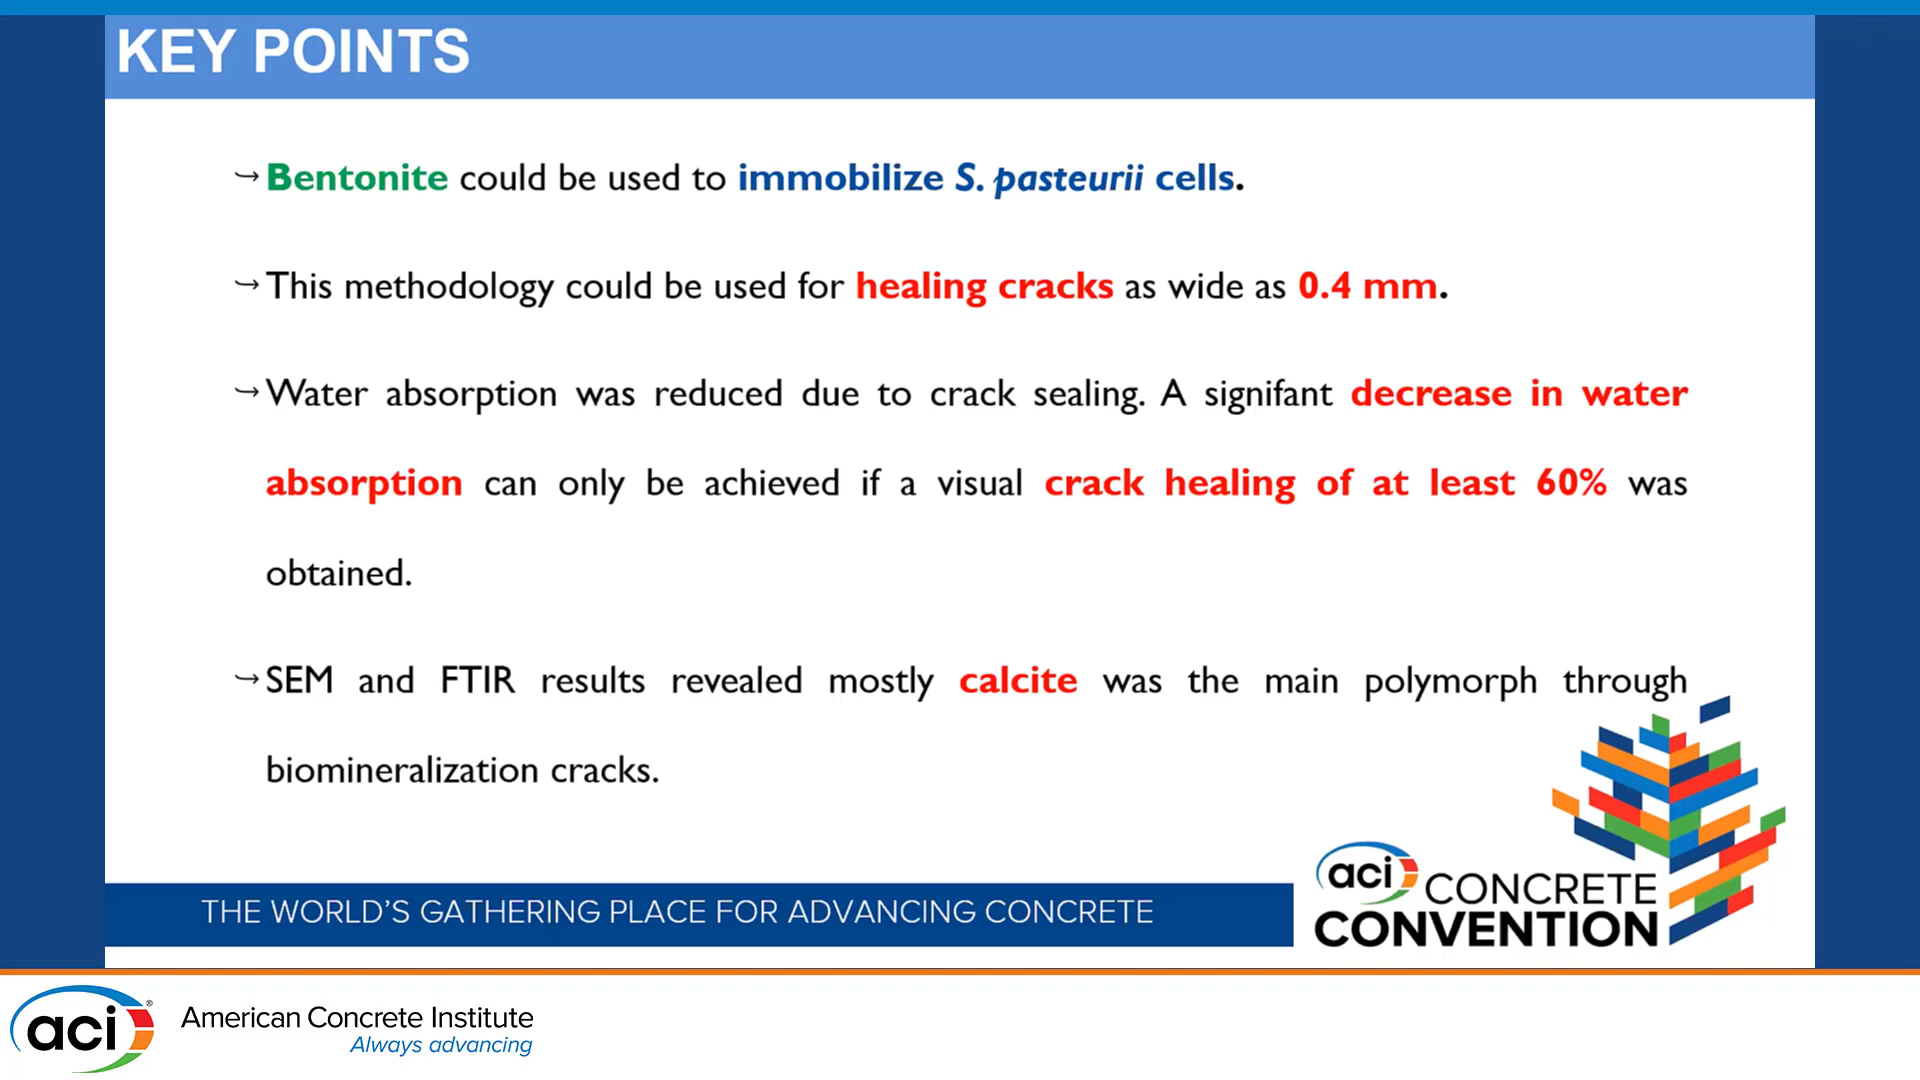 KEY POINTS
↪Bentonite could be used to immobilize S. pasteurii cells.
↪This methodology could be used for healing cracks as wide as 0.4 mm.
↪Water absorption was reduced due to crack sealing. A signifant decrease in water
absorption can only be achieved if a visual crack healing of at least 60% was
obtained.
↪SEM and FTIR results revealed mostly calcite was the main polymorph through
biomineralization cracks.
THE WORLD'S GATHERING PLACE FOR ADVANCING CONCRETE
aci CONCRETE
CONVENTION
aci®
American Concrete Institute
Always advancing